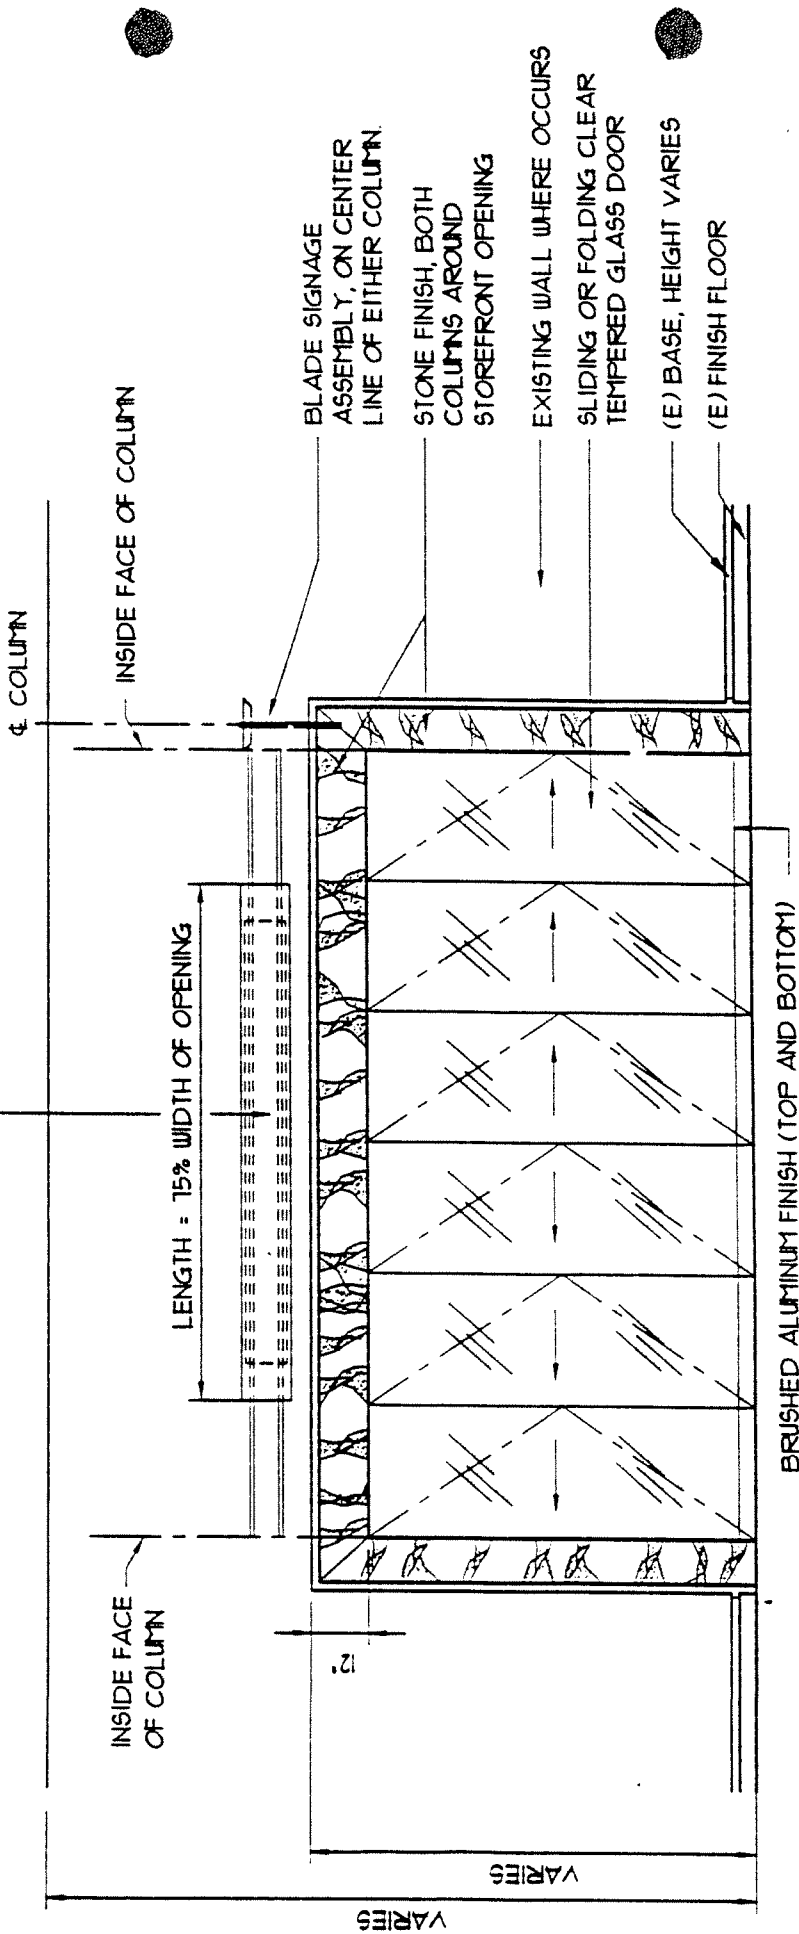 ℄ COLUMN
INSIDE FACE OF COLUMN
BLADE SIGNAGE
ASSEMBLY, ON CENTER
LINE OF EITHER COLUMN.
STONE FINISH, BOTH
COLUMNS AROUND
STOREFRONT OPENING
EXISTING WALL WHERE OCCURS
SLIDING OR FOLDING CLEAR
TEMPERED GLASS DOOR
(E) BASE, HEIGHT VARIES
(E) FINISH FLOOR
LENGTH = 75% WIDTH OF OPENING
INSIDE FACE
OF COLUMN
12"
VARIES
VARIES
BRUSHED ALUMINUM FINISH (TOP AND BOTTOM)